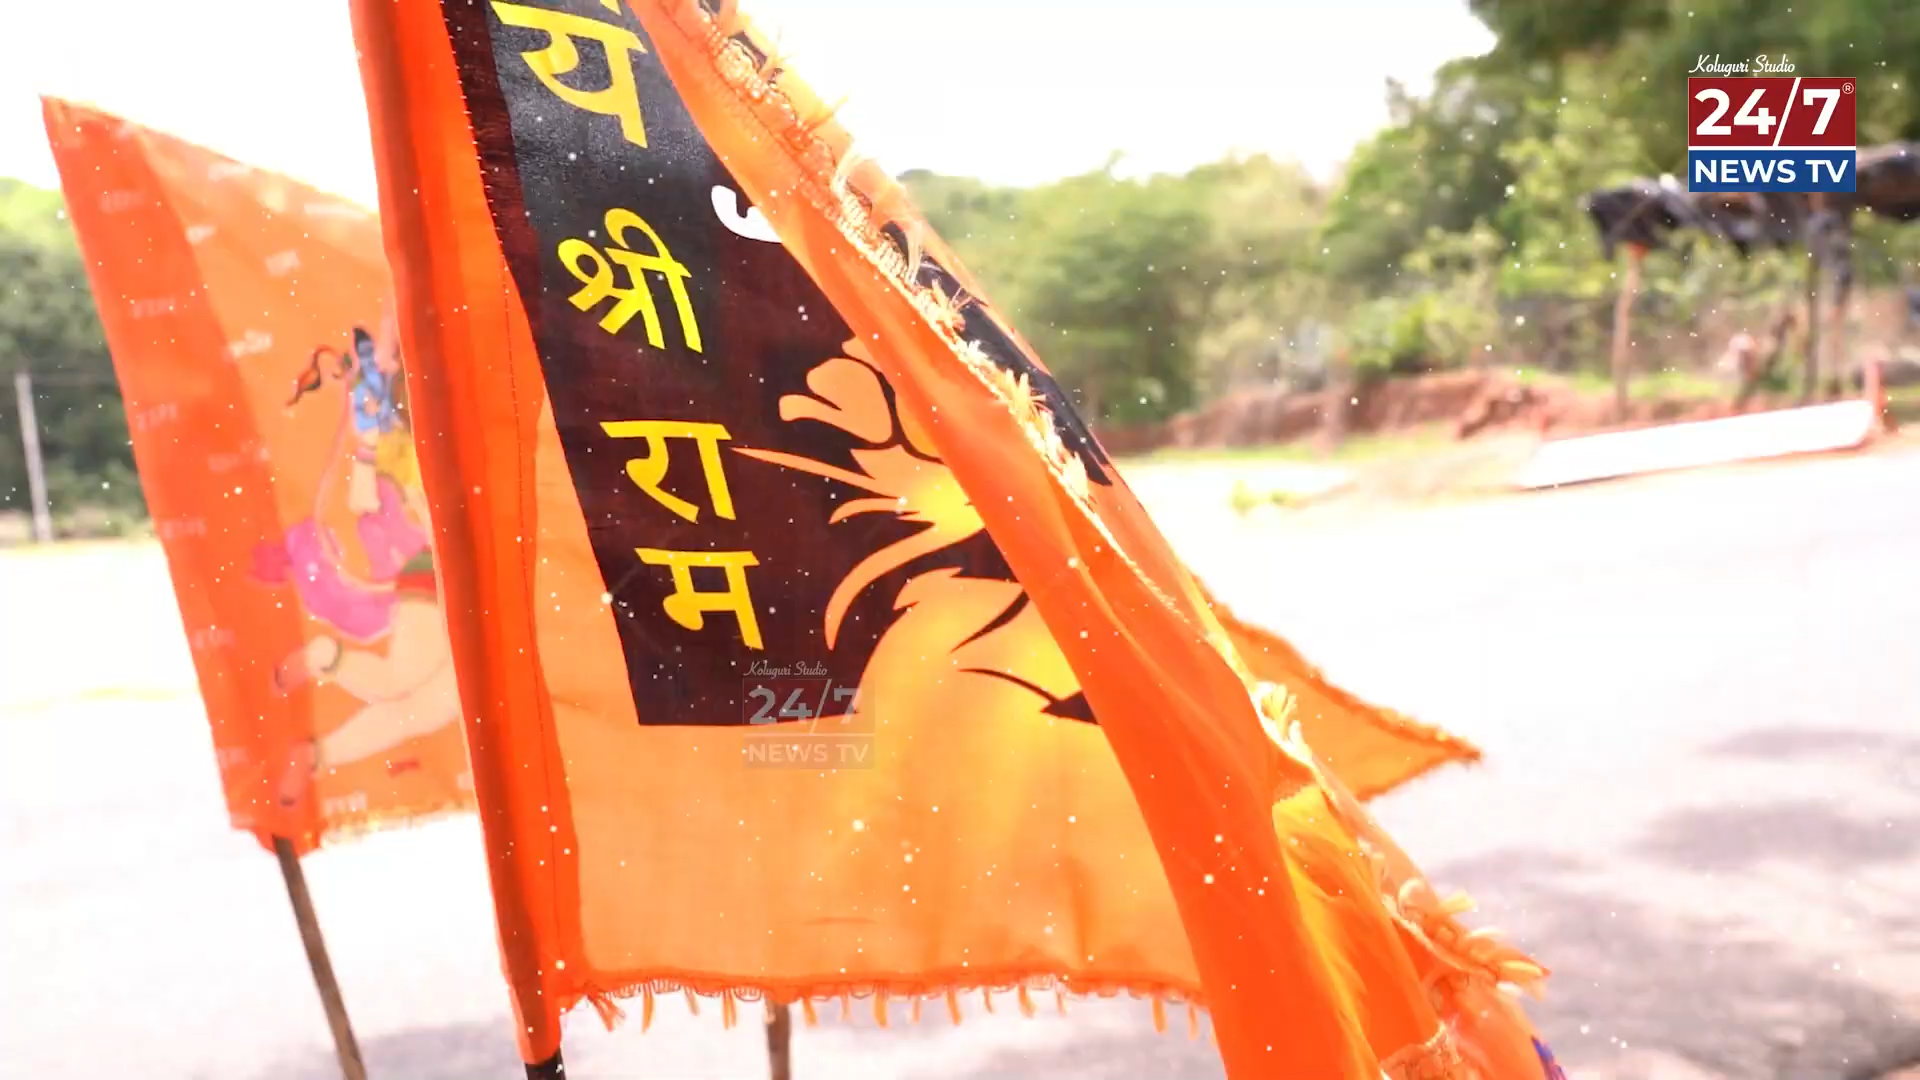 Koluguri Studio
24/7®
NEWS TV
यं
श्री
रा
म
Koluguri Studio
24/7
NEWS TV